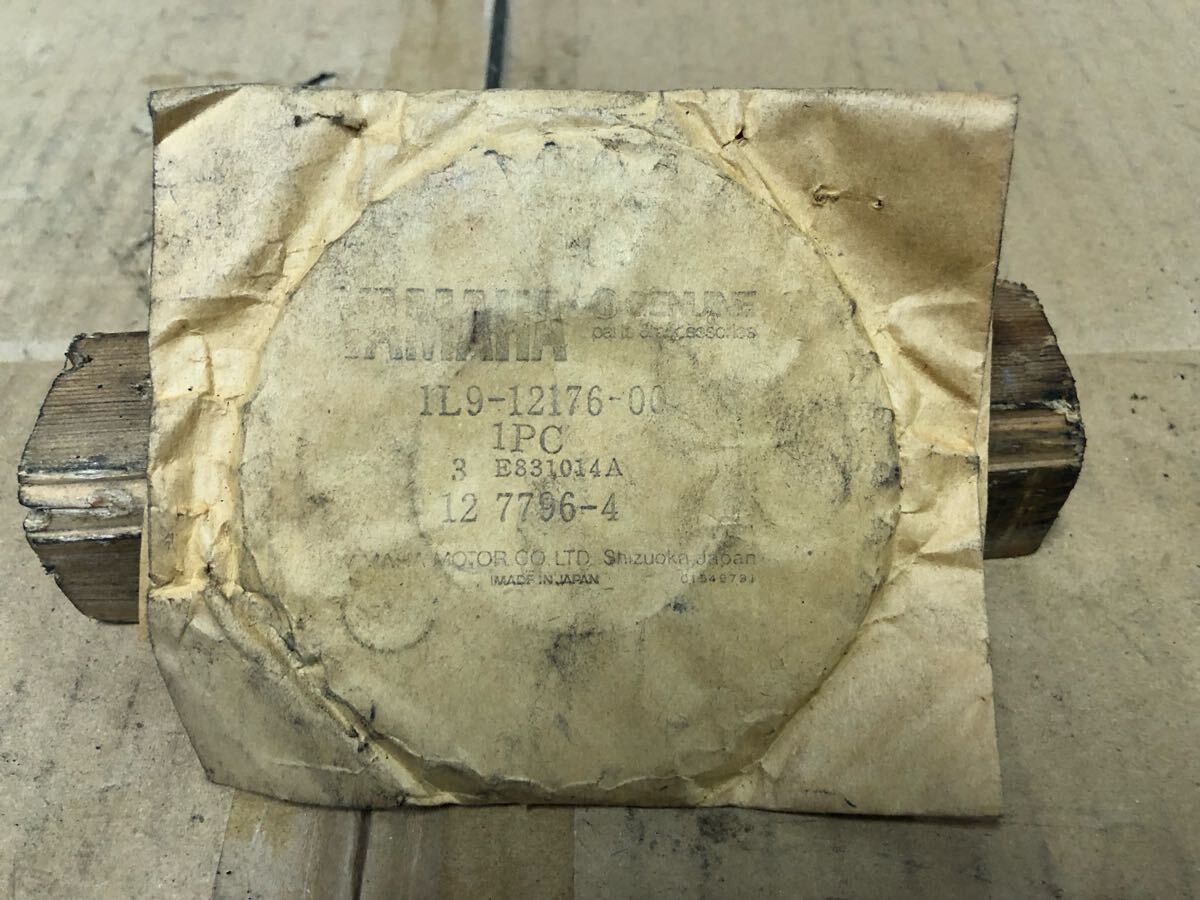 YAMAHA GENUINE
parts & accessories
1L9-12176-00
1PC
3 E831014A
12 7796-4
YAMAHA MOTOR CO. LTD. Shizuoka, Japan
MADE IN JAPAN